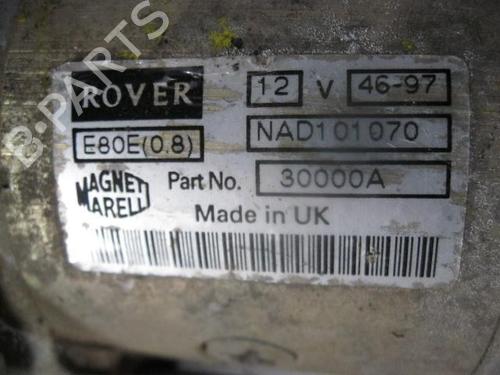 ROVER 12 V 46-97
E80E(0.8) NAD101070
MAGNETI MARELLI Part No. 30000A
Made in UK
B-PARTS